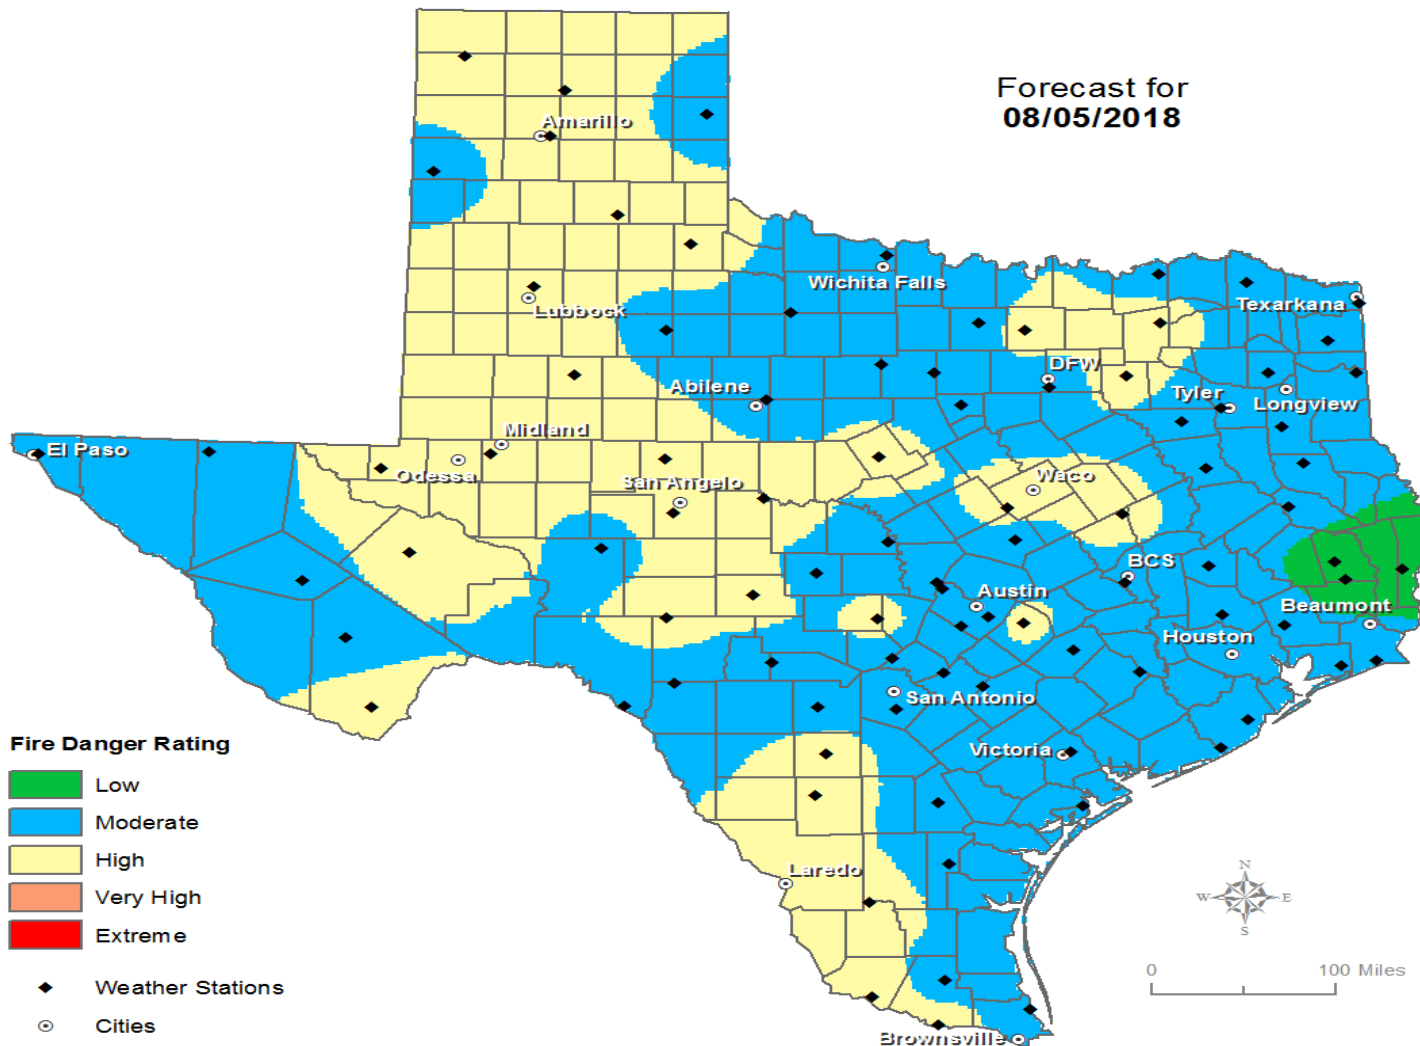 Forecast for
08/05/2018
Amarillo
Wichita Falls
Texarkana
Lubbock
DFW
Abilene
Tyler
Longview
Midland
El Paso
Odessa
San Angelo
Waco
BCS
Austin
Beaumont
Houston
San Antonio
Victoria
Laredo
Brownsville
Fire Danger Rating
Low
Moderate
High
Very High
Extreme
Weather Stations
Cities
N
W E
S
0 100 Miles